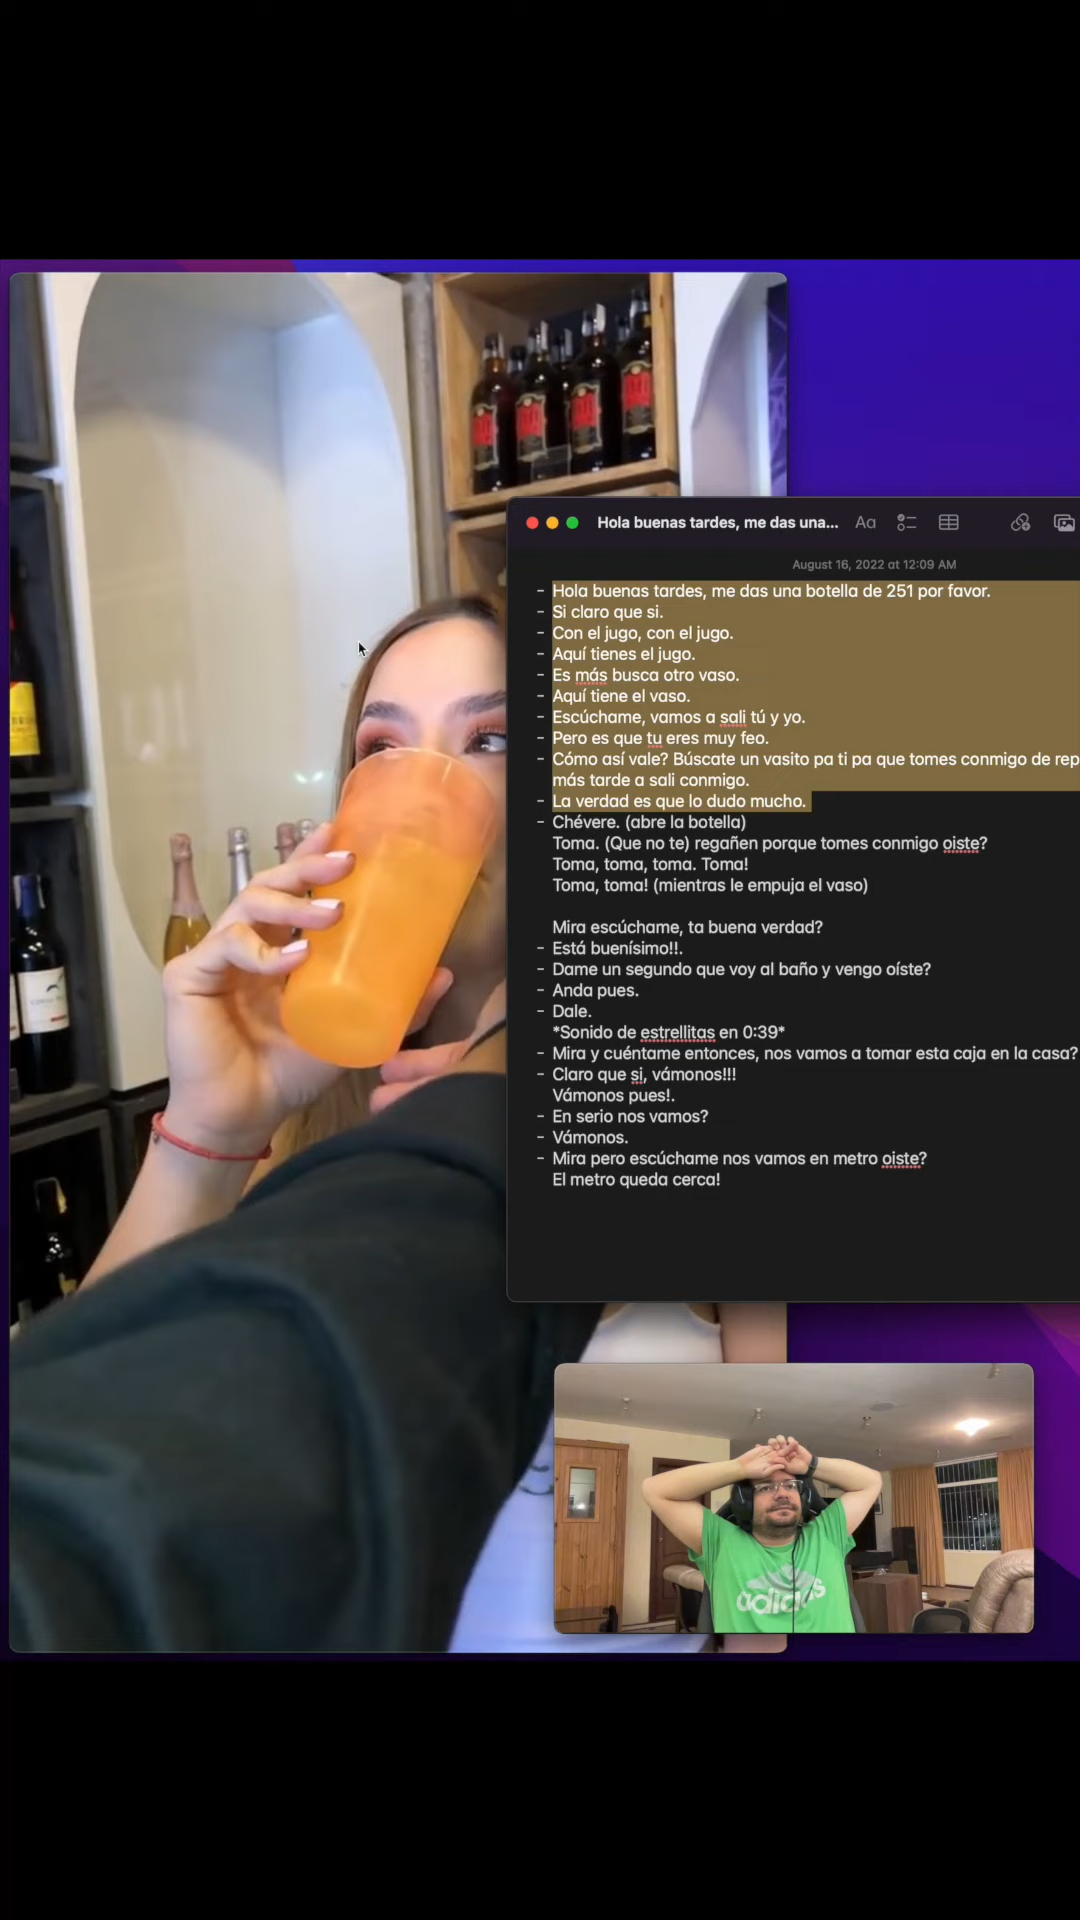 Hola buenas tardes, me das una...
Aa
August 16, 2022 at 12:09 AM
- Hola buenas tardes, me das una botella de 251 por favor.
- Si claro que si.
- Con el jugo, con el jugo.
- Aquí tienes el jugo.
- Es más busca otro vaso.
- Aquí tiene el vaso.
- Escúchame, vamos a sali tú y yo.
- Pero es que tu eres muy feo.
- Cómo así vale? Búscate un vasito pa ti pa que tomes conmigo de rep
más tarde a sali conmigo.
- La verdad es que lo dudo mucho.
- Chévere. (abre la botella)
Toma. (Que no te) regañen porque tomes conmigo oiste?
Toma, toma, toma. Toma!
Toma, toma! (mientras le empuja el vaso)
Mira escúchame, ta buena verdad?
- Está buenísimo!!.
- Dame un segundo que voy al baño y vengo oíste?
- Anda pues.
- Dale.
*Sonido de estrellitas en 0:39*
- Mira y cuéntame entonces, nos vamos a tomar esta caja en la casa?
- Claro que si, vámonos!!!
Vámonos pues!.
- En serio nos vamos?
- Vámonos.
- Mira pero escúchame nos vamos en metro oiste?
El metro queda cerca!
adidas